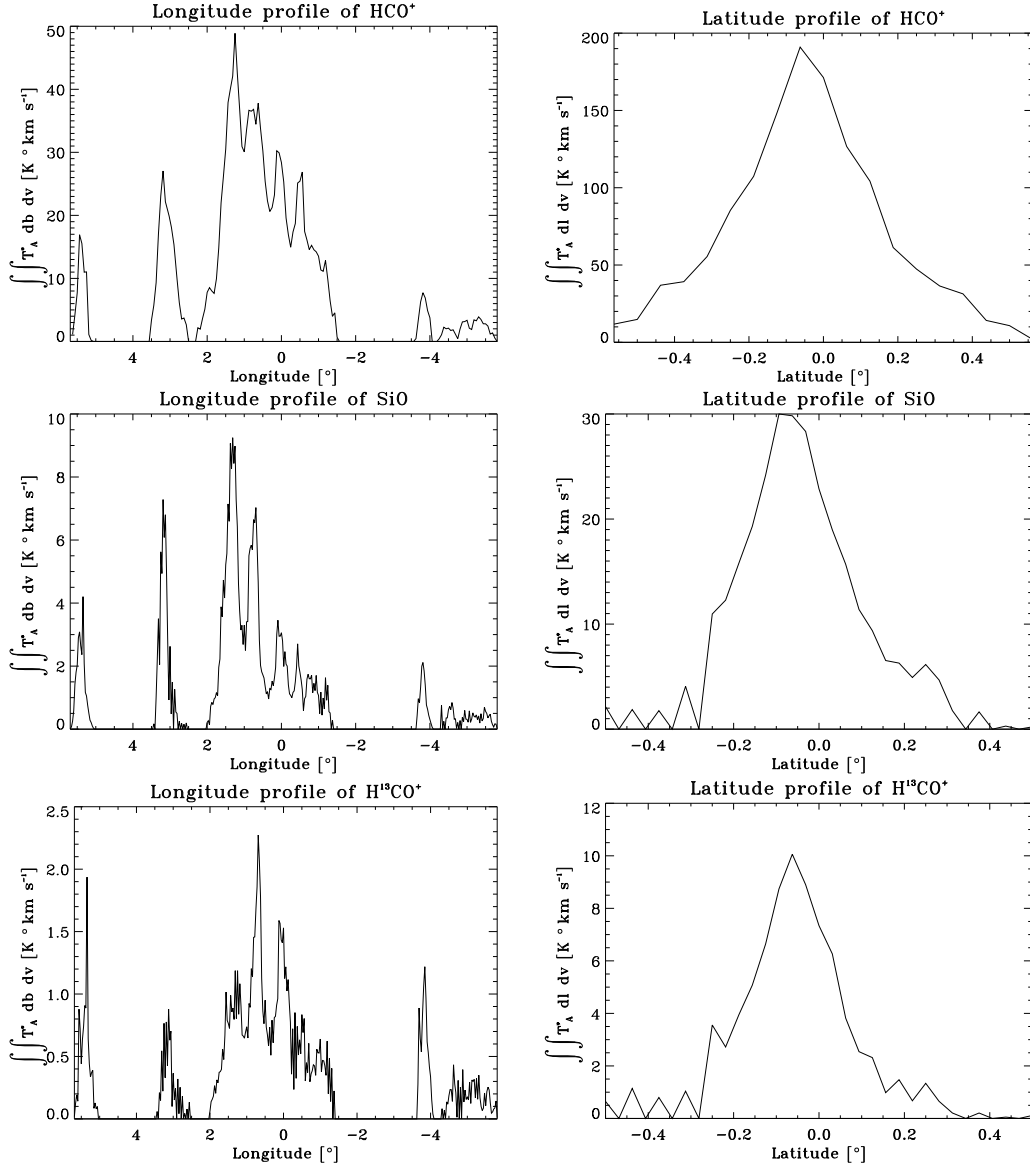 Longitude profile of HCO⁺
∫∫T*A db dv [K ° km s⁻¹]
50
40
30
20
10
0
4 2 0 −2 −4
Longitude [°]
Latitude profile of HCO⁺
∫∫T*A dl dv [K ° km s⁻¹]
200
150
100
50
0
−0.4 −0.2 0.0 0.2 0.4
Latitude [°]
Longitude profile of SiO
∫∫T*A db dv [K ° km s⁻¹]
10
8
6
4
2
0
4 2 0 −2 −4
Longitude [°]
Latitude profile of SiO
∫∫T*A dl dv [K ° km s⁻¹]
30
20
10
0
−0.4 −0.2 0.0 0.2 0.4
Latitude [°]
Longitude profile of H¹³CO⁺
∫∫T*A db dv [K ° km s⁻¹]
2.5
2.0
1.5
1.0
0.5
0.0
4 2 0 −2 −4
Longitude [°]
Latitude profile of H¹³CO⁺
∫∫T*A dl dv [K ° km s⁻¹]
12
10
8
6
4
2
0
−0.4 −0.2 0.0 0.2 0.4
Latitude [°]